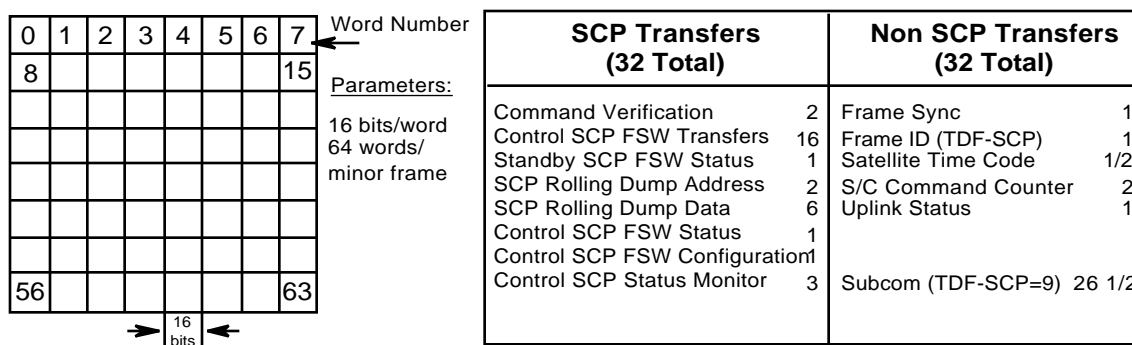 0 1 2 3 4 5 6 7
Word Number
8 15
Parameters:
16 bits/word
64 words/
minor frame
56 63
16
bits
SCP Transfers
(32 Total)
Command Verification 2
Control SCP FSW Transfers 16
Standby SCP FSW Status 1
SCP Rolling Dump Address 2
SCP Rolling Dump Data 6
Control SCP FSW Status 1
Control SCP FSW Configuration 1
Control SCP Status Monitor 3
Non SCP Transfers
(32 Total)
Frame Sync 1
Frame ID (TDF-SCP) 1
Satellite Time Code 1/2
S/C Command Counter 2
Uplink Status 1
Subcom (TDF-SCP=9) 26 1/2